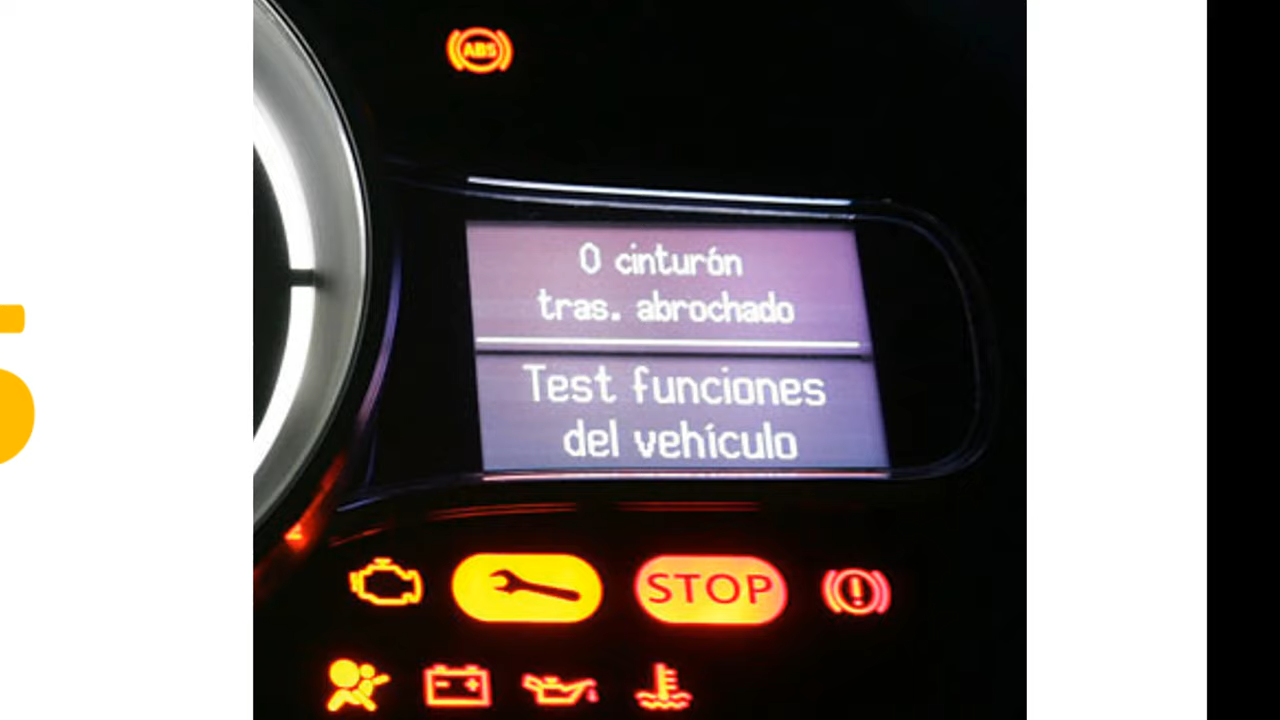 ABS
0 cinturón
tras. abrochado
Test funciones
del vehículo
STOP